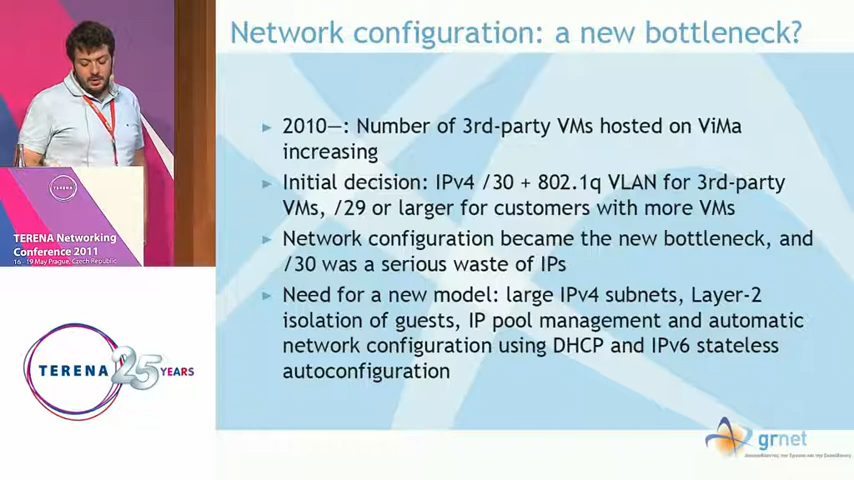 Network configuration: a new bottleneck?
2010—: Number of 3rd-party VMs hosted on ViMa
increasing
Initial decision: IPv4 /30 + 802.1q VLAN for 3rd-party
VMs, /29 or larger for customers with more VMs
Network configuration became the new bottleneck, and
/30 was a serious waste of IPs
Need for a new model: large IPv4 subnets, Layer-2
isolation of guests, IP pool management and automatic
network configuration using DHCP and IPv6 stateless
autoconfiguration
TERENA
TERENA Networking
Conference 2011
16 - 19 May Prague, Czech Republic
TERENA 25 YEARS
grnet